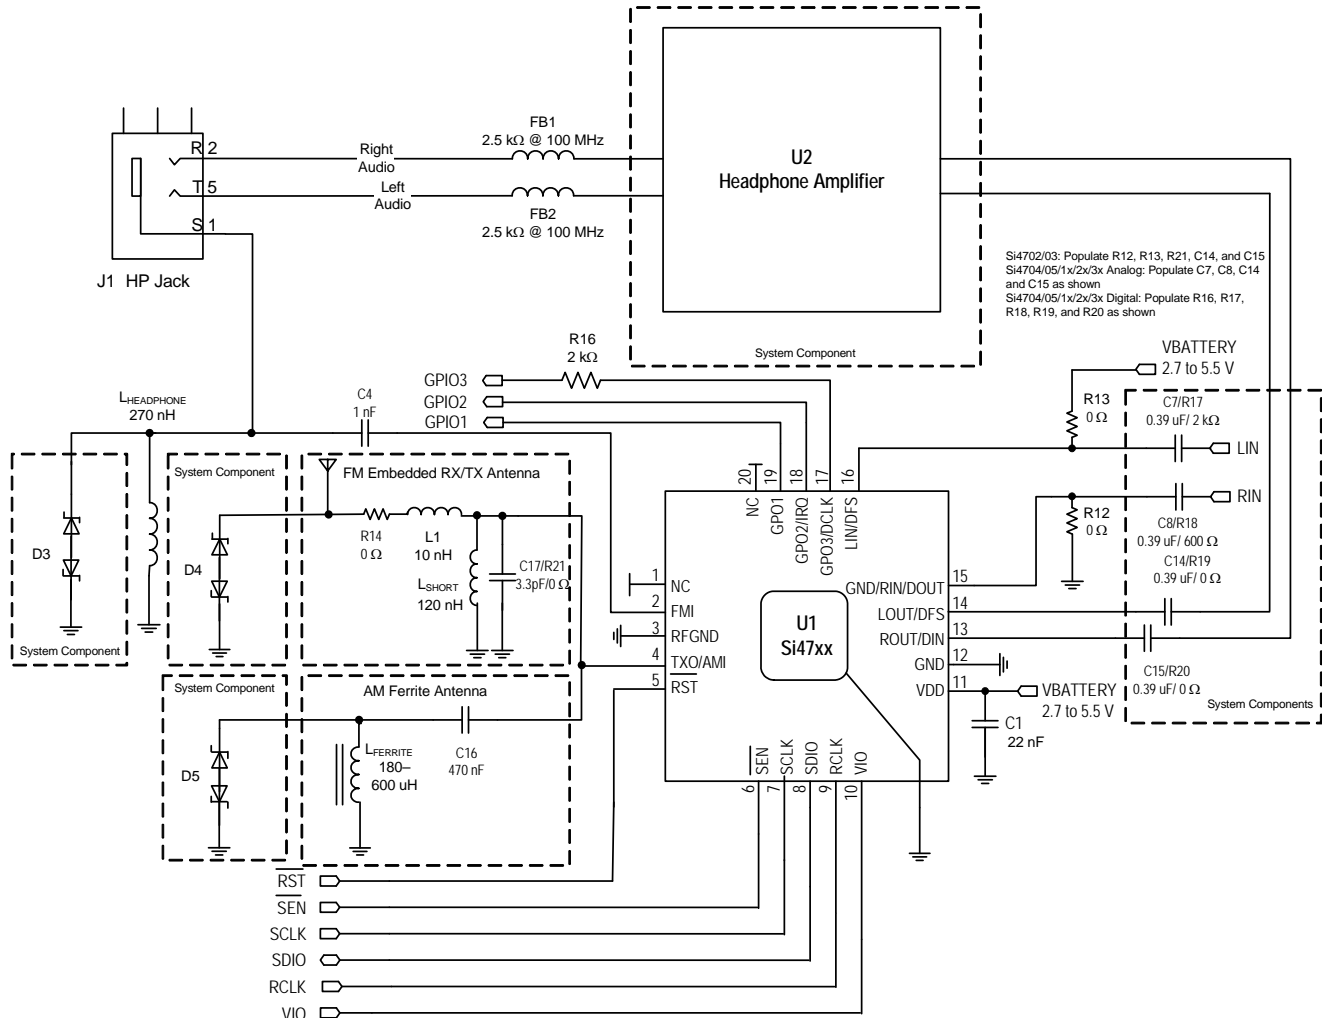 FB1
2.5 kΩ @ 100 MHz
R 2
Right
Audio
T 5
Left
Audio
FB2
2.5 kΩ @ 100 MHz
S 1
J1 HP Jack
U2
Headphone Amplifier
System Component
Si4702/03: Populate R12, R13, R21, C14, and C15
Si4704/05/1x/2x/3x Analog: Populate C7, C8, C14
and C15 as shown
Si4704/05/1x/2x/3x Digital: Populate R16, R17,
R18, R19, and R20 as shown
R16
2 kΩ
GPIO3
GPIO2
GPIO1
VBATTERY
2.7 to 5.5 V
R13
0 Ω
C7/R17
0.39 uF/ 2 kΩ
LIN
RIN
R12
0 Ω
C8/R18
0.39 uF/ 600 Ω
C14/R19
0.39 uF/ 0 Ω
C15/R20
0.39 uF/ 0 Ω
System Components
LHEADPHONE
270 nH
C4
1 nF
D3
System Component
System Component
D4
FM Embedded RX/TX Antenna
R14
0 Ω
L1
10 nH
LSHORT
120 nH
C17/R21
3.3pF/0 Ω
System Component
D5
AM Ferrite Antenna
LFERRITE
180–
600 uH
C16
470 nF
20
19
18
17
16
NC
GPO1
GPO2/IRQ
GPO3/DCLK
LIN/DFS
1
NC
2
FMI
3
RFGND
4
TXO/AMI
5
RST
U1
Si47xx
GND/RIN/DOUT
15
LOUT/DFS
14
ROUT/DIN
13
GND
12
VDD
11
VBATTERY
2.7 to 5.5 V
C1
22 nF
SEN
SCLK
SDIO
RCLK
VIO
6
7
8
9
10
RST
SEN
SCLK
SDIO
RCLK
VIO